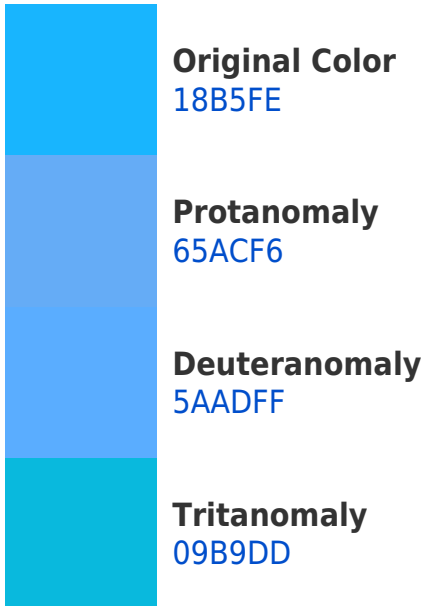 Original Color
18B5FE
Protanomaly
65ACF6
Deuteranomaly
5AADFF
Tritanomaly
09B9DD